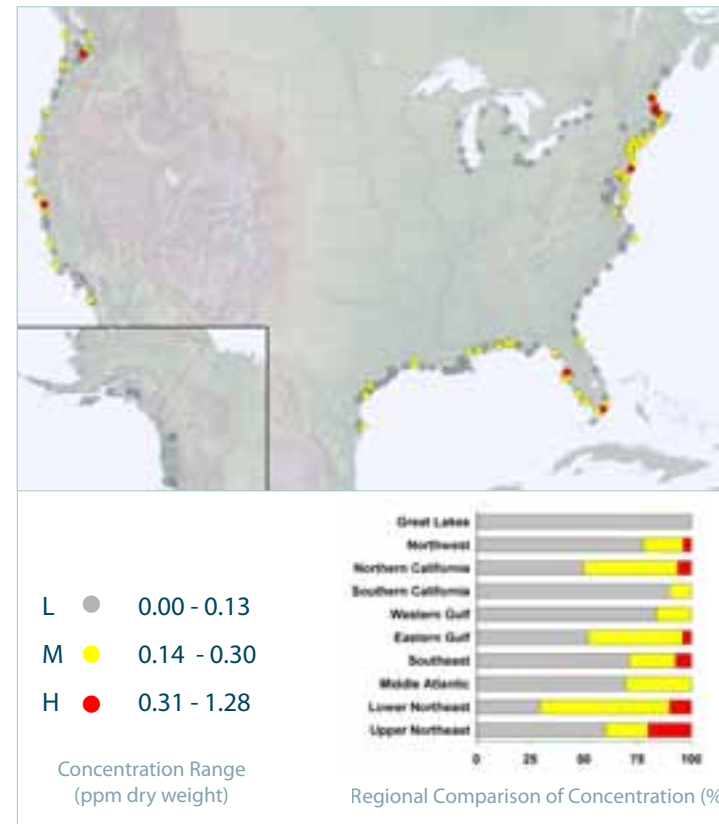 L 0.00 - 0.13
M 0.14 - 0.30
H 0.31 - 1.28
Concentration Range
(ppm dry weight)
Great Lakes
Northwest
Northern California
Southern California
Western Gulf
Eastern Gulf
Southeast
Middle Atlantic
Lower Northeast
Upper Northeast
0 25 50 75 100
Regional Comparison of Concentration (%